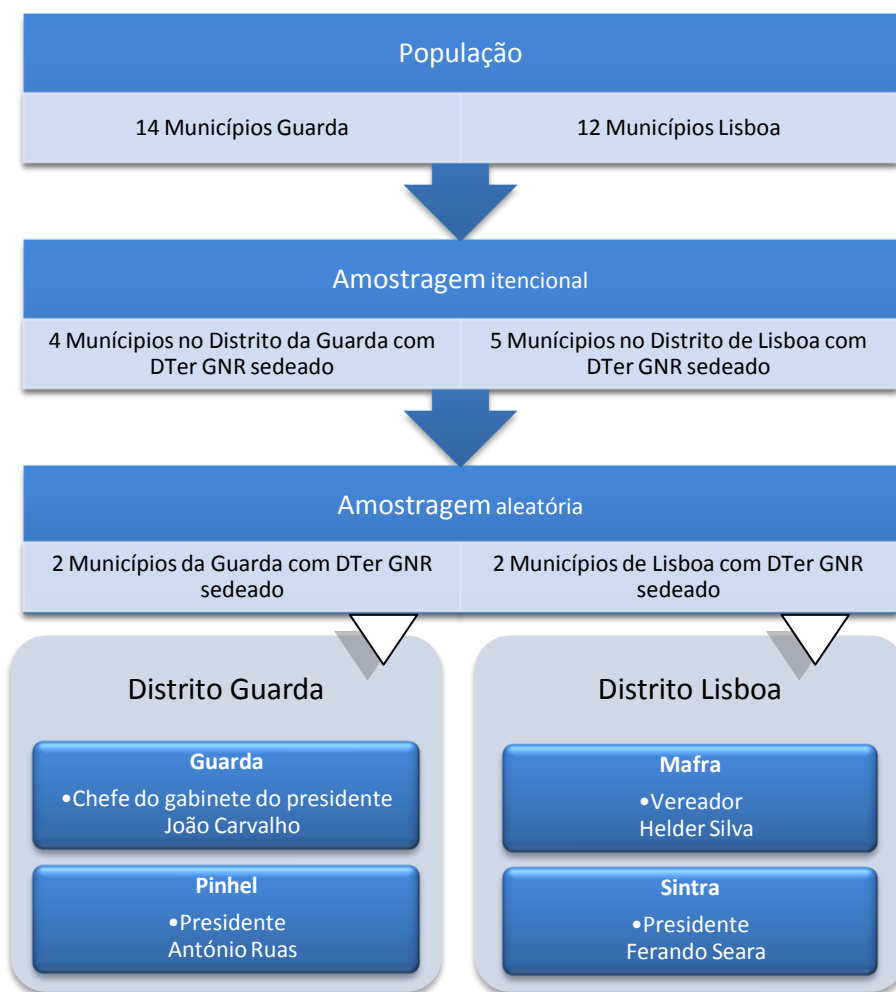 População
14 Municípios Guarda
12 Municípios Lisboa
Amostragem itencional
4 Munícipios no Distrito da Guarda com
DTer GNR sedeado
5 Munícipios no Distrito de Lisboa com
DTer GNR sedeado
Amostragem aleatória
2 Municípios da Guarda com DTer GNR
sedeado
2 Municípios de Lisboa com DTer GNR
sedeado
Distrito Guarda
Guarda
•Chefe do gabinete do presidente
João Carvalho
Pinhel
•Presidente
António Ruas
Distrito Lisboa
Mafra
•Vereador
Helder Silva
Sintra
•Presidente
Ferando Seara